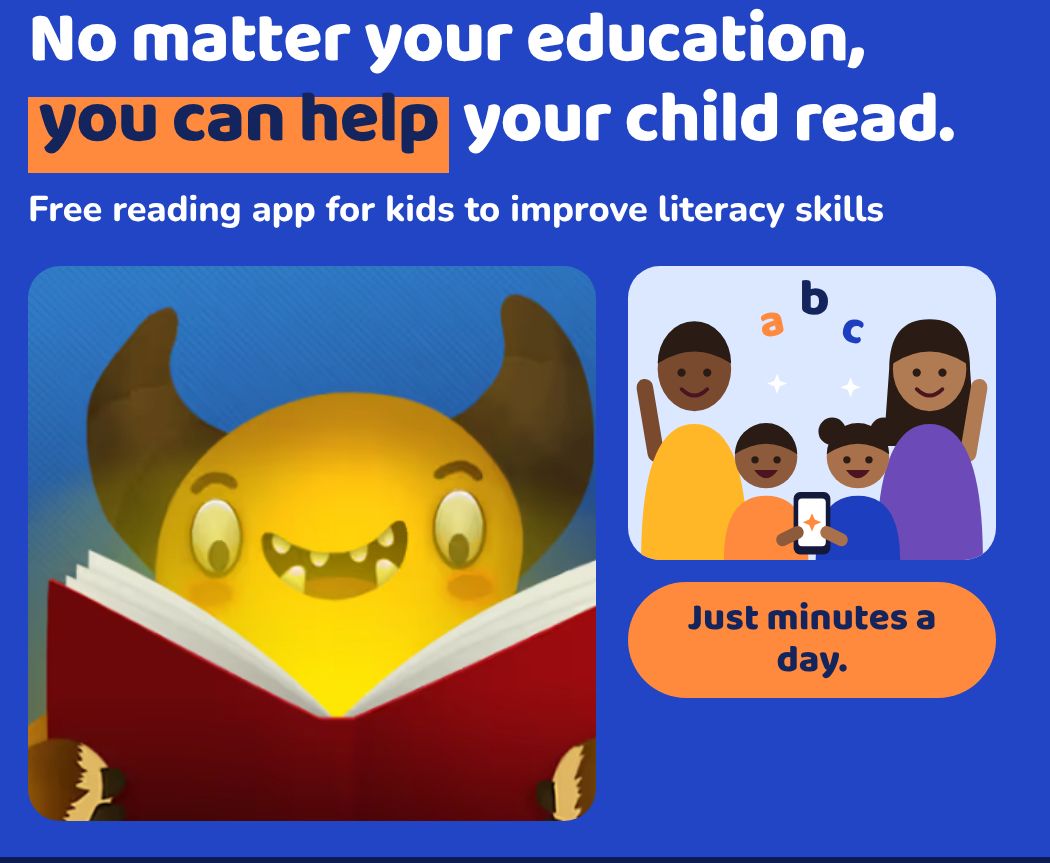 No matter your education,
you can help your child read.
Free reading app for kids to improve literacy skills
a
b
c
Just minutes a
day.